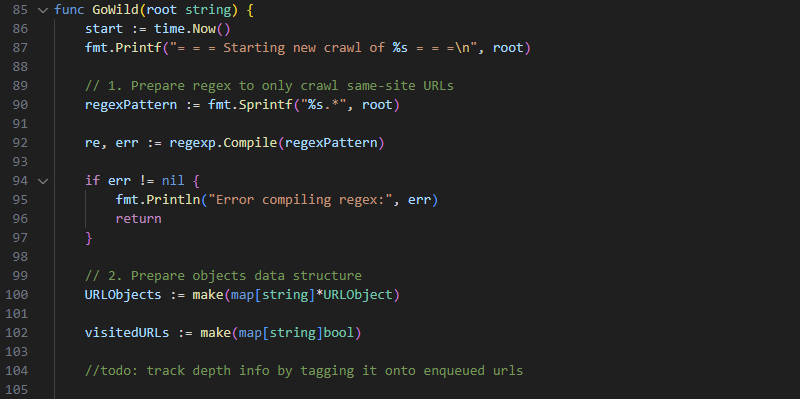 85 func GoWild(root string) {
86 start := time.Now()
87 fmt.Printf("= = = Starting new crawl of %s = = =\n", root)
88
89 // 1. Prepare regex to only crawl same-site URLs
90 regexPattern := fmt.Sprintf("%s.*", root)
91
92 re, err := regexp.Compile(regexPattern)
93
94 if err != nil {
95 fmt.Println("Error compiling regex:", err)
96 return
97 }
98
99 // 2. Prepare objects data structure
100 URLObjects := make(map[string]*URLObject)
101
102 visitedURLs := make(map[string]bool)
103
104 //todo: track depth info by tagging it onto enqueued urls
105